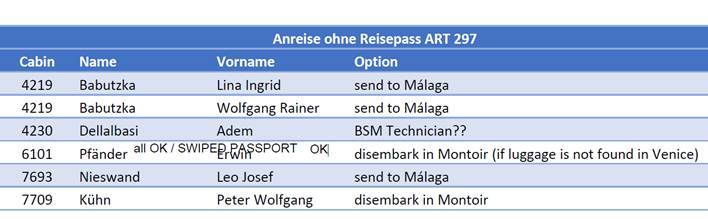 Anreise ohne Reisepass ART 297
Cabin Name Vorname Option
4219 Babutzka Lina Ingrid send to Málaga
4219 Babutzka Wolfgang Rainer send to Málaga
4230 Dellalbasi Adem BSM Technician??
all OK / SWIPED PASSPORT OK
6101 Pfänder Erwin disembark in Montoir (if luggage is not found in Venice)
7693 Nieswand Leo Josef send to Málaga
7709 Kühn Peter Wolfgang disembark in Montoir